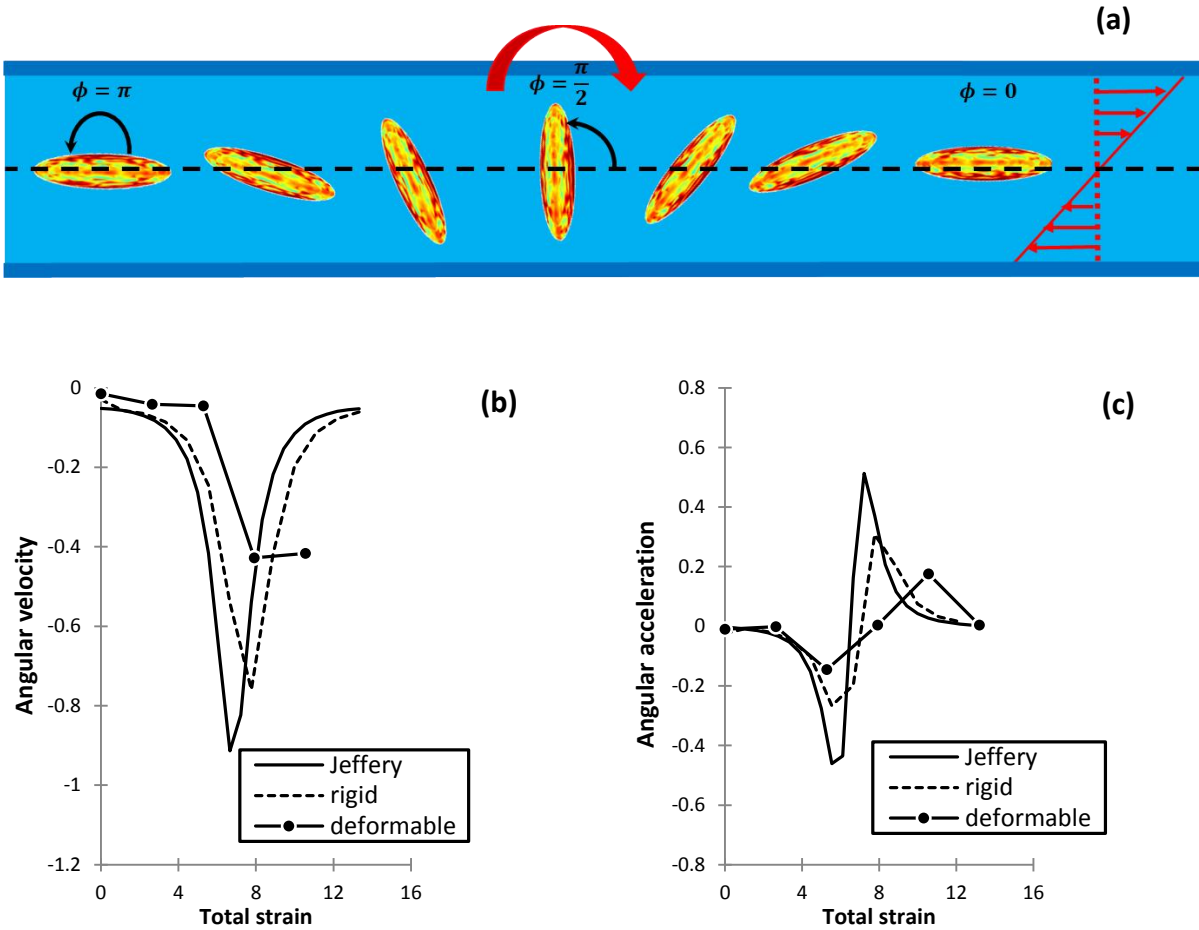 (a)
ϕ = π
ϕ = π/2
ϕ = 0
(b)
0
-0.2
-0.4
-0.6
-0.8
-1
-1.2
Angular velocity
Jeffery
rigid
deformable
0 4 8 12 16
Total strain
(c)
0.8
0.6
0.4
0.2
0
-0.2
-0.4
-0.6
-0.8
Angular acceleration
Jeffery
rigid
deformable
0 4 8 12 16
Total strain